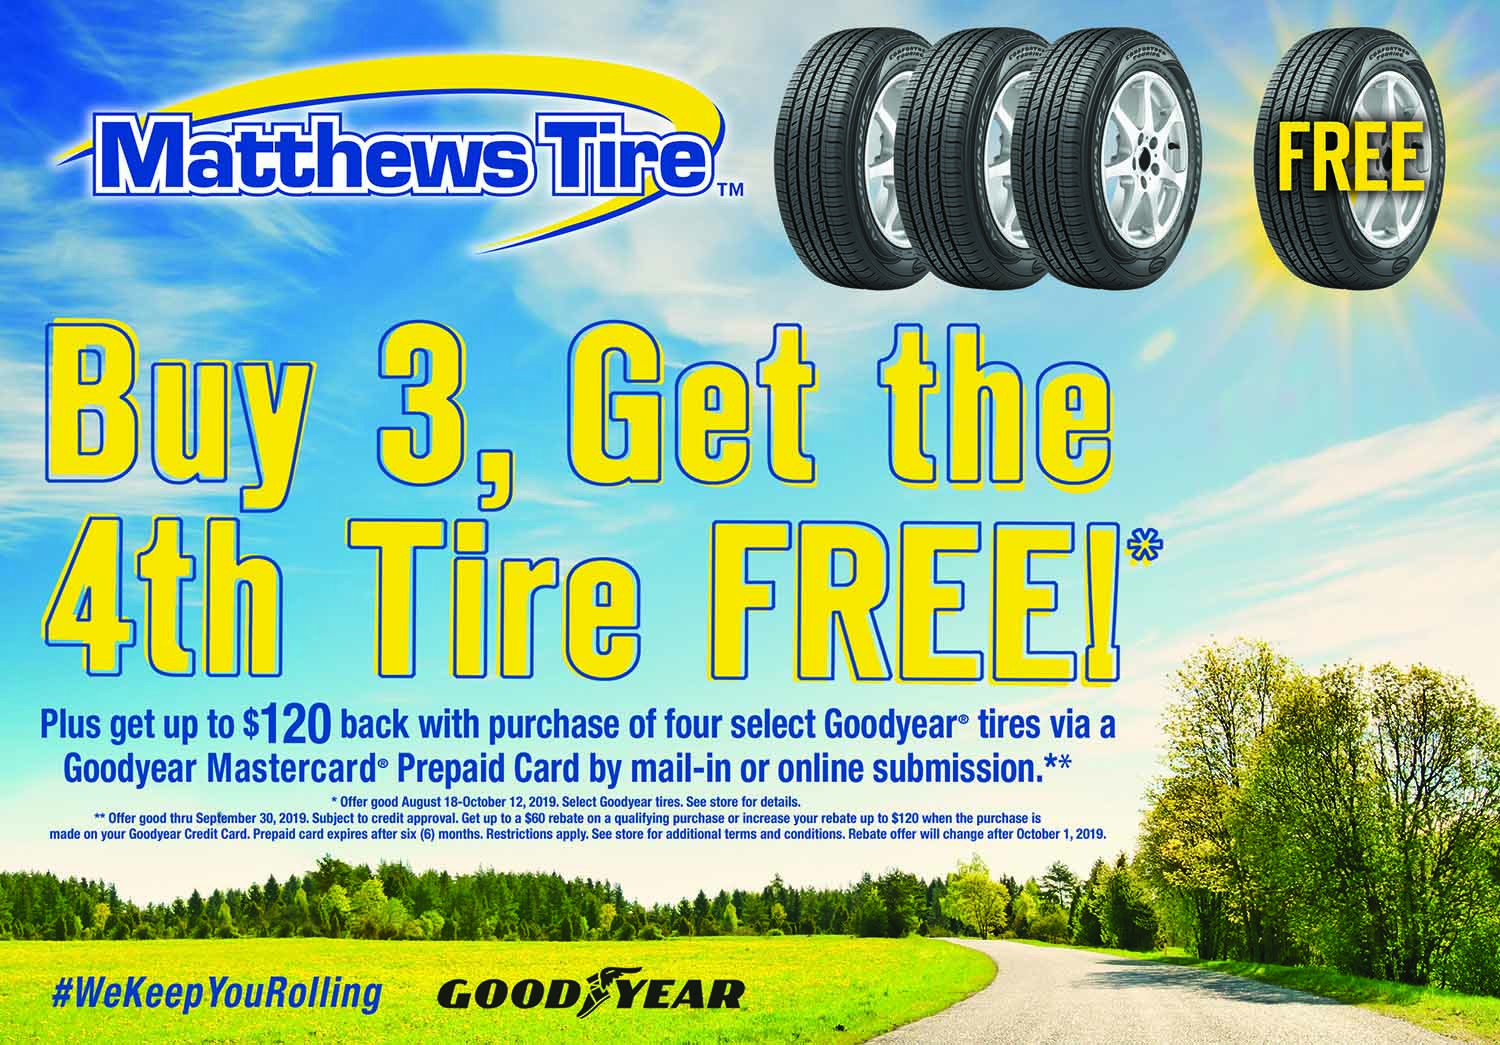 Matthews Tire™
FREE
Buy 3, Get the
4th Tire FREE!*
Plus get up to $120 back with purchase of four select Goodyear® tires via a
Goodyear Mastercard® Prepaid Card by mail-in or online submission.**
* Offer good August 18-October 12, 2019. Select Goodyear tires. See store for details.
** Offer good thru September 30, 2019. Subject to credit approval. Get up to a $60 rebate on a qualifying purchase or increase your rebate up to $120 when the purchase is
made on your Goodyear Credit Card. Prepaid card expires after six (6) months. Restrictions apply. See store for additional terms and conditions. Rebate offer will change after October 1, 2019.
#WeKeepYouRolling
GOODYEAR